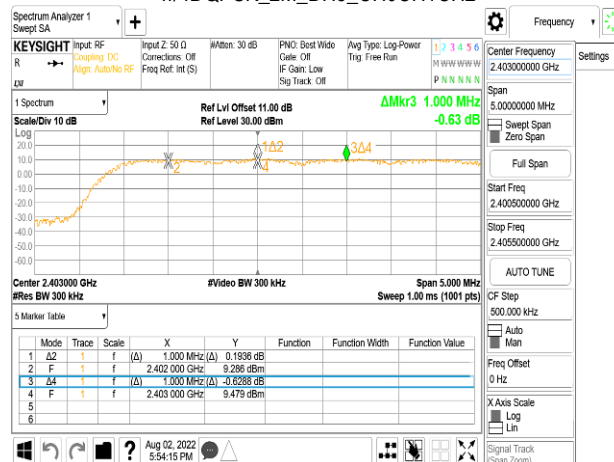 Spectrum Analyzer 1
Swept SA
+
Frequency
Settings
KEYSIGHT
R
LXI
Input: RF
Coupling: DC
Align: Auto/No RF
Input Z: 50 Ω
Corrections: Off
Freq Ref: Int (S)
#Atten: 30 dB
PNO: Best Wide
Gate: Off
IF Gain: Low
Sig Track: Off
Avg Type: Log-Power
Trig: Free Run
1 2 3 4 5 6
M W W W W W
P N N N N N
1 Spectrum
Scale/Div 10 dB
Ref Lvl Offset 11.00 dB
Ref Level 30.00 dBm
ΔMkr3 1.000 MHz
-0.63 dB
Log
20.0
10.0
0.00
-10.0
-20.0
-30.0
-40.0
-50.0
-60.0
2
1Δ2
4
3Δ4
Center 2.403000 GHz
#Res BW 300 kHz
#Video BW 300 kHz
Span 5.000 MHz
Sweep 1.00 ms (1001 pts)
5 Marker Table
Mode Trace Scale X Y Function Function Width Function Value
1 Δ2 1 f (Δ) 1.000 MHz (Δ) 0.1936 dB
2 F 1 f 2.402 000 GHz 9.286 dBm
3 Δ4 1 f (Δ) 1.000 MHz (Δ) -0.6288 dB
4 F 1 f 2.403 000 GHz 9.479 dBm
5
6
Aug 02, 2022
5:54:15 PM
?
Center Frequency
2.403000000 GHz
Span
5.00000000 MHz
Swept Span
Zero Span
Full Span
Start Freq
2.400500000 GHz
Stop Freq
2.405500000 GHz
AUTO TUNE
CF Step
500.000 kHz
Auto
Man
Freq Offset
0 Hz
X Axis Scale
Log
Lin
Signal Track
(Span Zoom)